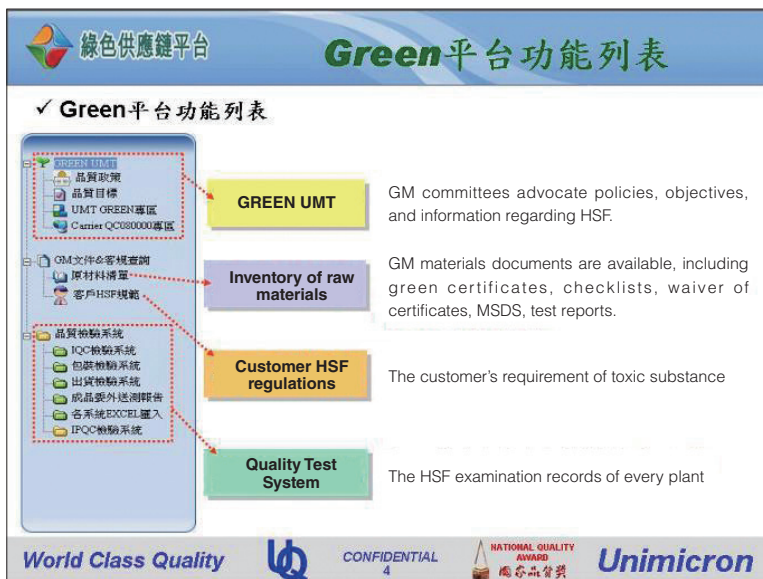 綠色供應鏈平台
Green平台功能列表
✓ Green平台功能列表
GREEN UMT
品質政策
品質目標
UMT GREEN專區
Carrier QC080000專區
GM文件&客規查詢
原材料清單
客戶HSF規範
品質檢驗系統
IQC檢驗系統
包裝檢驗系統
出貨檢驗系統
成品委外送測報告
各系統EXCEL匯入
IPQC檢驗系統
GREEN UMT
GM committees advocate policies, objectives,
and information regarding HSF.
Inventory of raw
materials
GM materials documents are available, including
green certificates, checklists, waiver of
certificates, MSDS, test reports.
Customer HSF
regulations
The customer's requirement of toxic substance
Quality Test
System
The HSF examination records of every plant
World Class Quality
UQ
CONFIDENTIAL
4
NATIONAL QUALITY
AWARD
國家品質獎
Unimicron